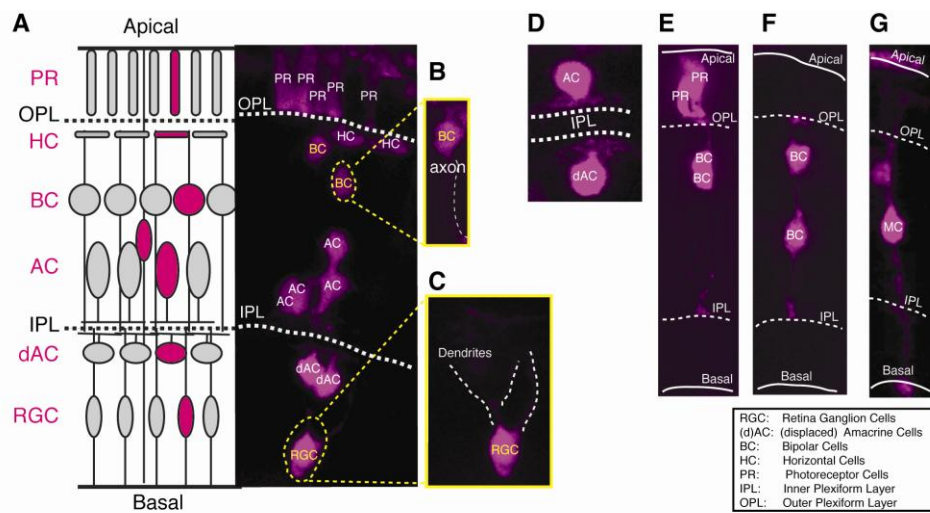 A
Apical
PR
OPL
HC
BC
AC
IPL
dAC
RGC
Basal
PR PR
PR
PR PR
OPL
HC
BC
HC
BC
AC
AC
AC
AC
IPL
dAC
dAC
RGC
B
BC
axon
C
Dendrites
RGC
D
AC
IPL
dAC
E
Apical
PR
PR
OPL
BC
BC
IPL
Basal
F
Apical
OPL
BC
BC
IPL
Basal
G
Apical
OPL
MC
IPL
Basal
RGC: Retina Ganglion Cells
(d)AC: (displaced) Amacrine Cells
BC: Bipolar Cells
HC: Horizontal Cells
PR: Photoreceptor Cells
IPL: Inner Plexiform Layer
OPL: Outer Plexiform Layer